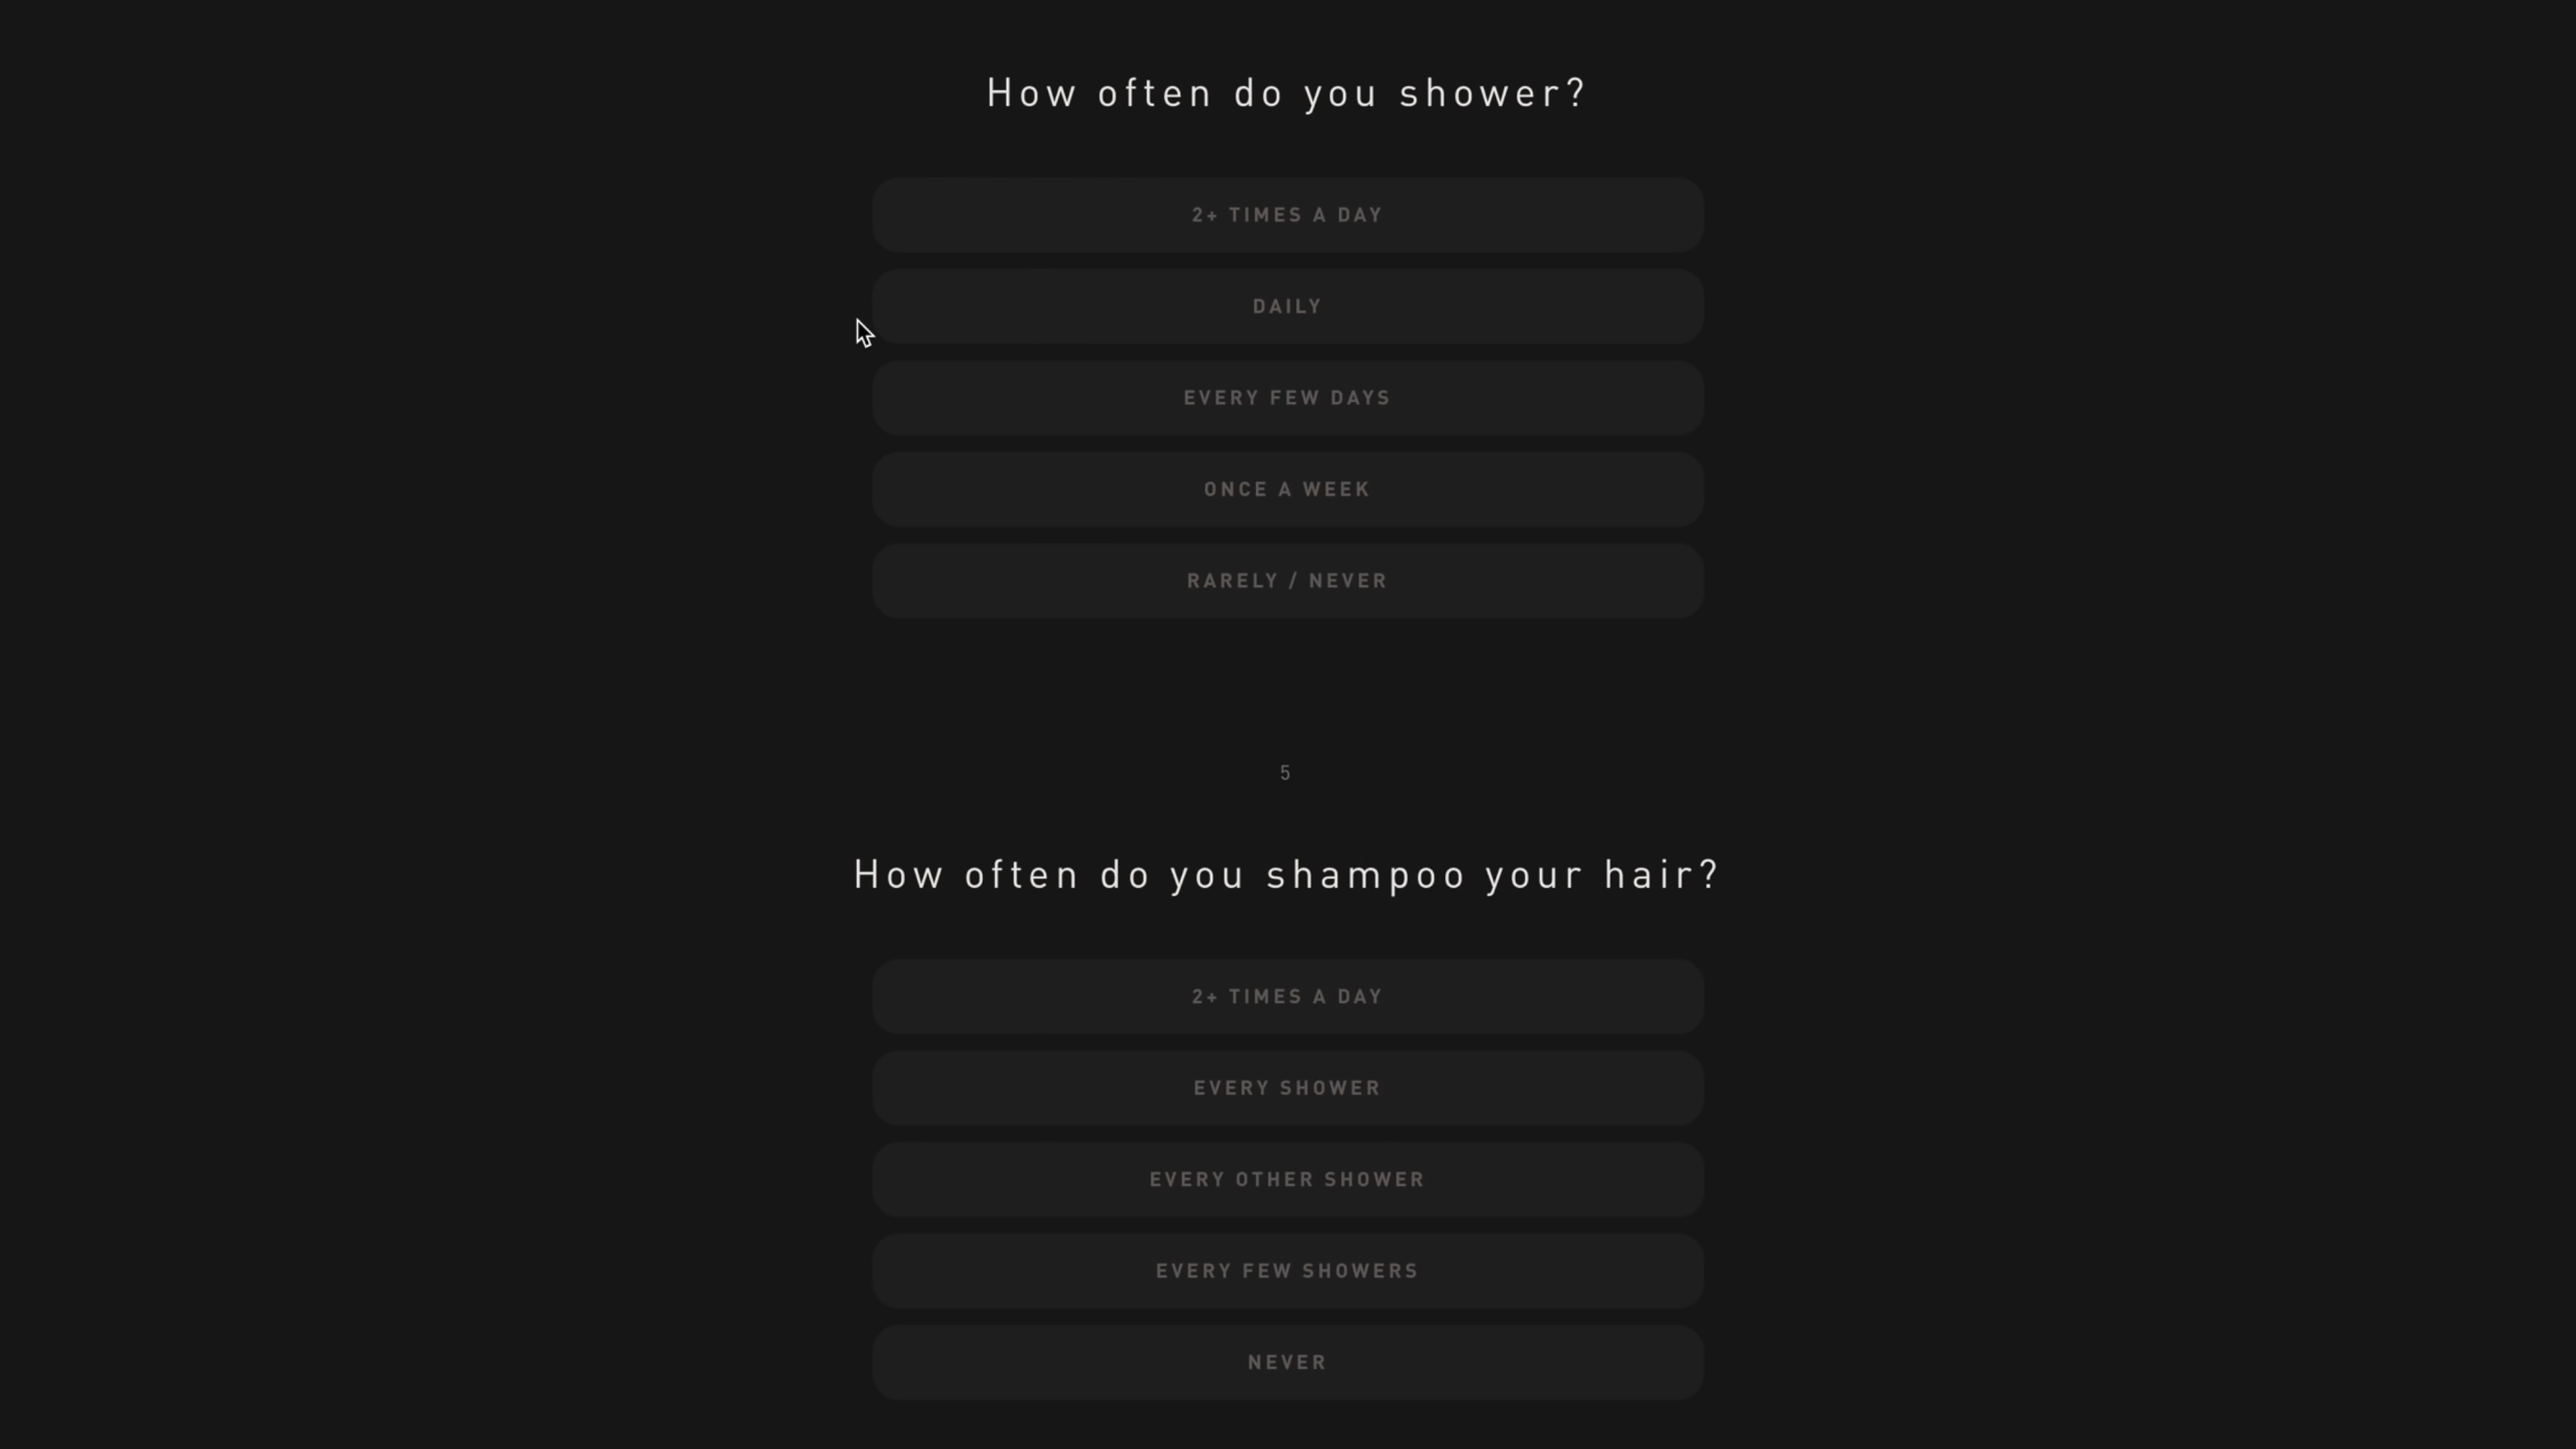 How often do you shower?
2+ TIMES A DAY
DAILY
EVERY FEW DAYS
ONCE A WEEK
RARELY / NEVER
5
How often do you shampoo your hair?
2+ TIMES A DAY
EVERY SHOWER
EVERY OTHER SHOWER
EVERY FEW SHOWERS
NEVER